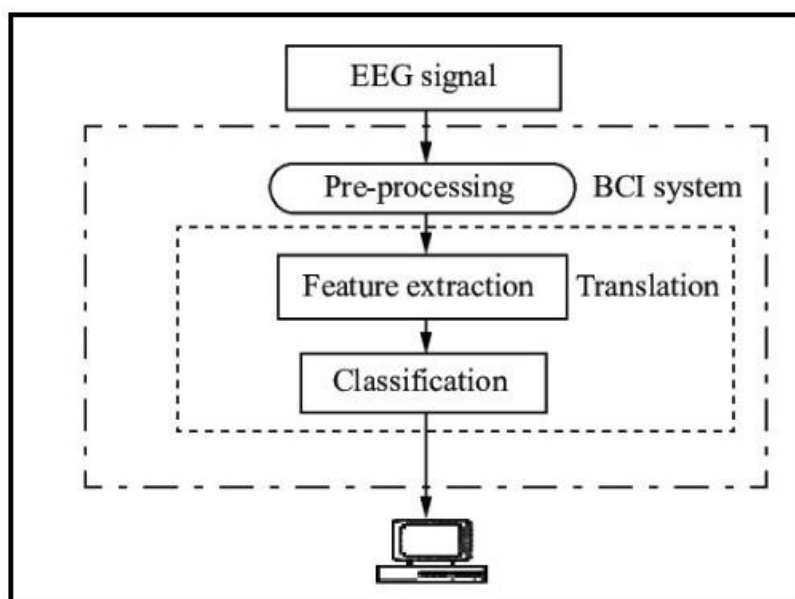 EEG signal
Pre-processing
BCI system
Feature extraction
Translation
Classification